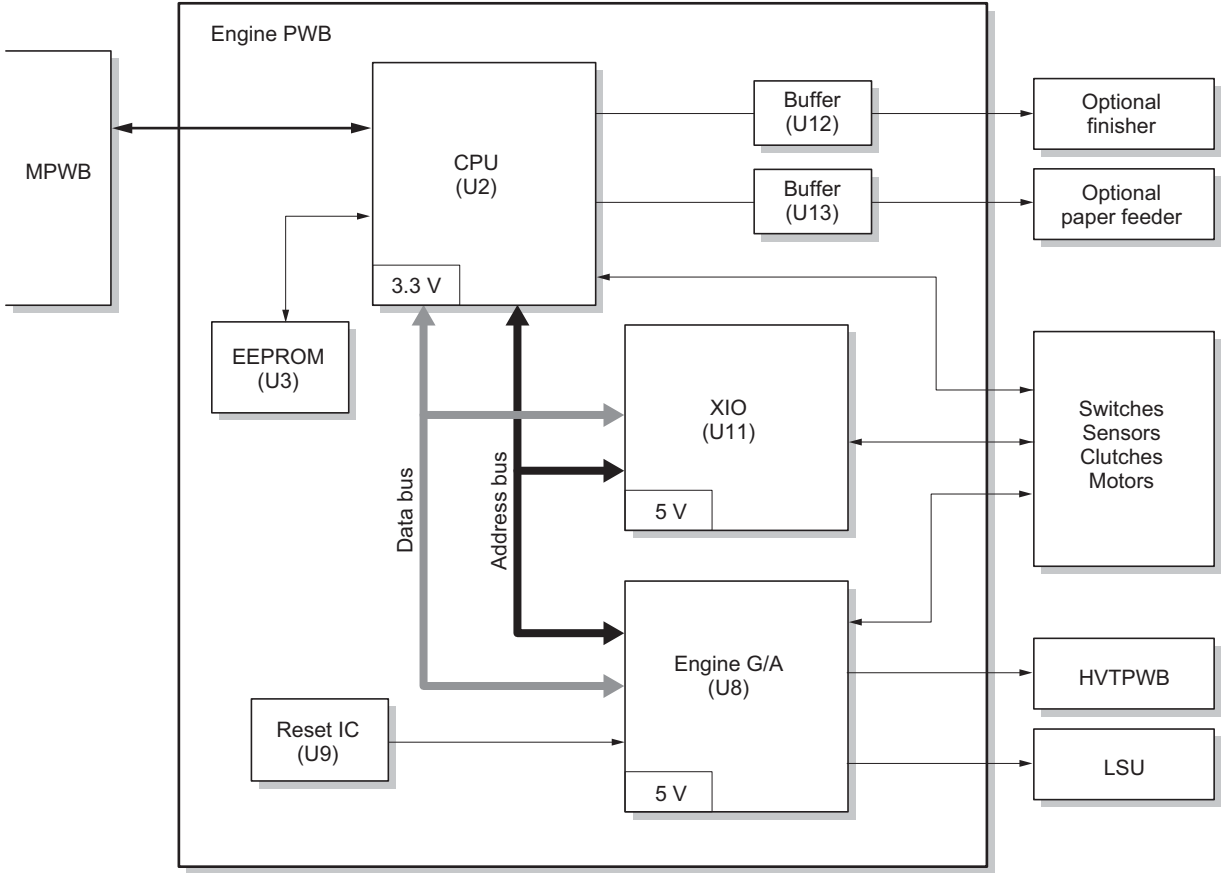 Engine PWB
MPWB
CPU
(U2)
3.3 V
Buffer
(U12)
Optional
finisher
Buffer
(U13)
Optional
paper feeder
EEPROM
(U3)
XIO
(U11)
5 V
Switches
Sensors
Clutches
Motors
Data bus
Address bus
Engine G/A
(U8)
5 V
HVTPWB
Reset IC
(U9)
LSU